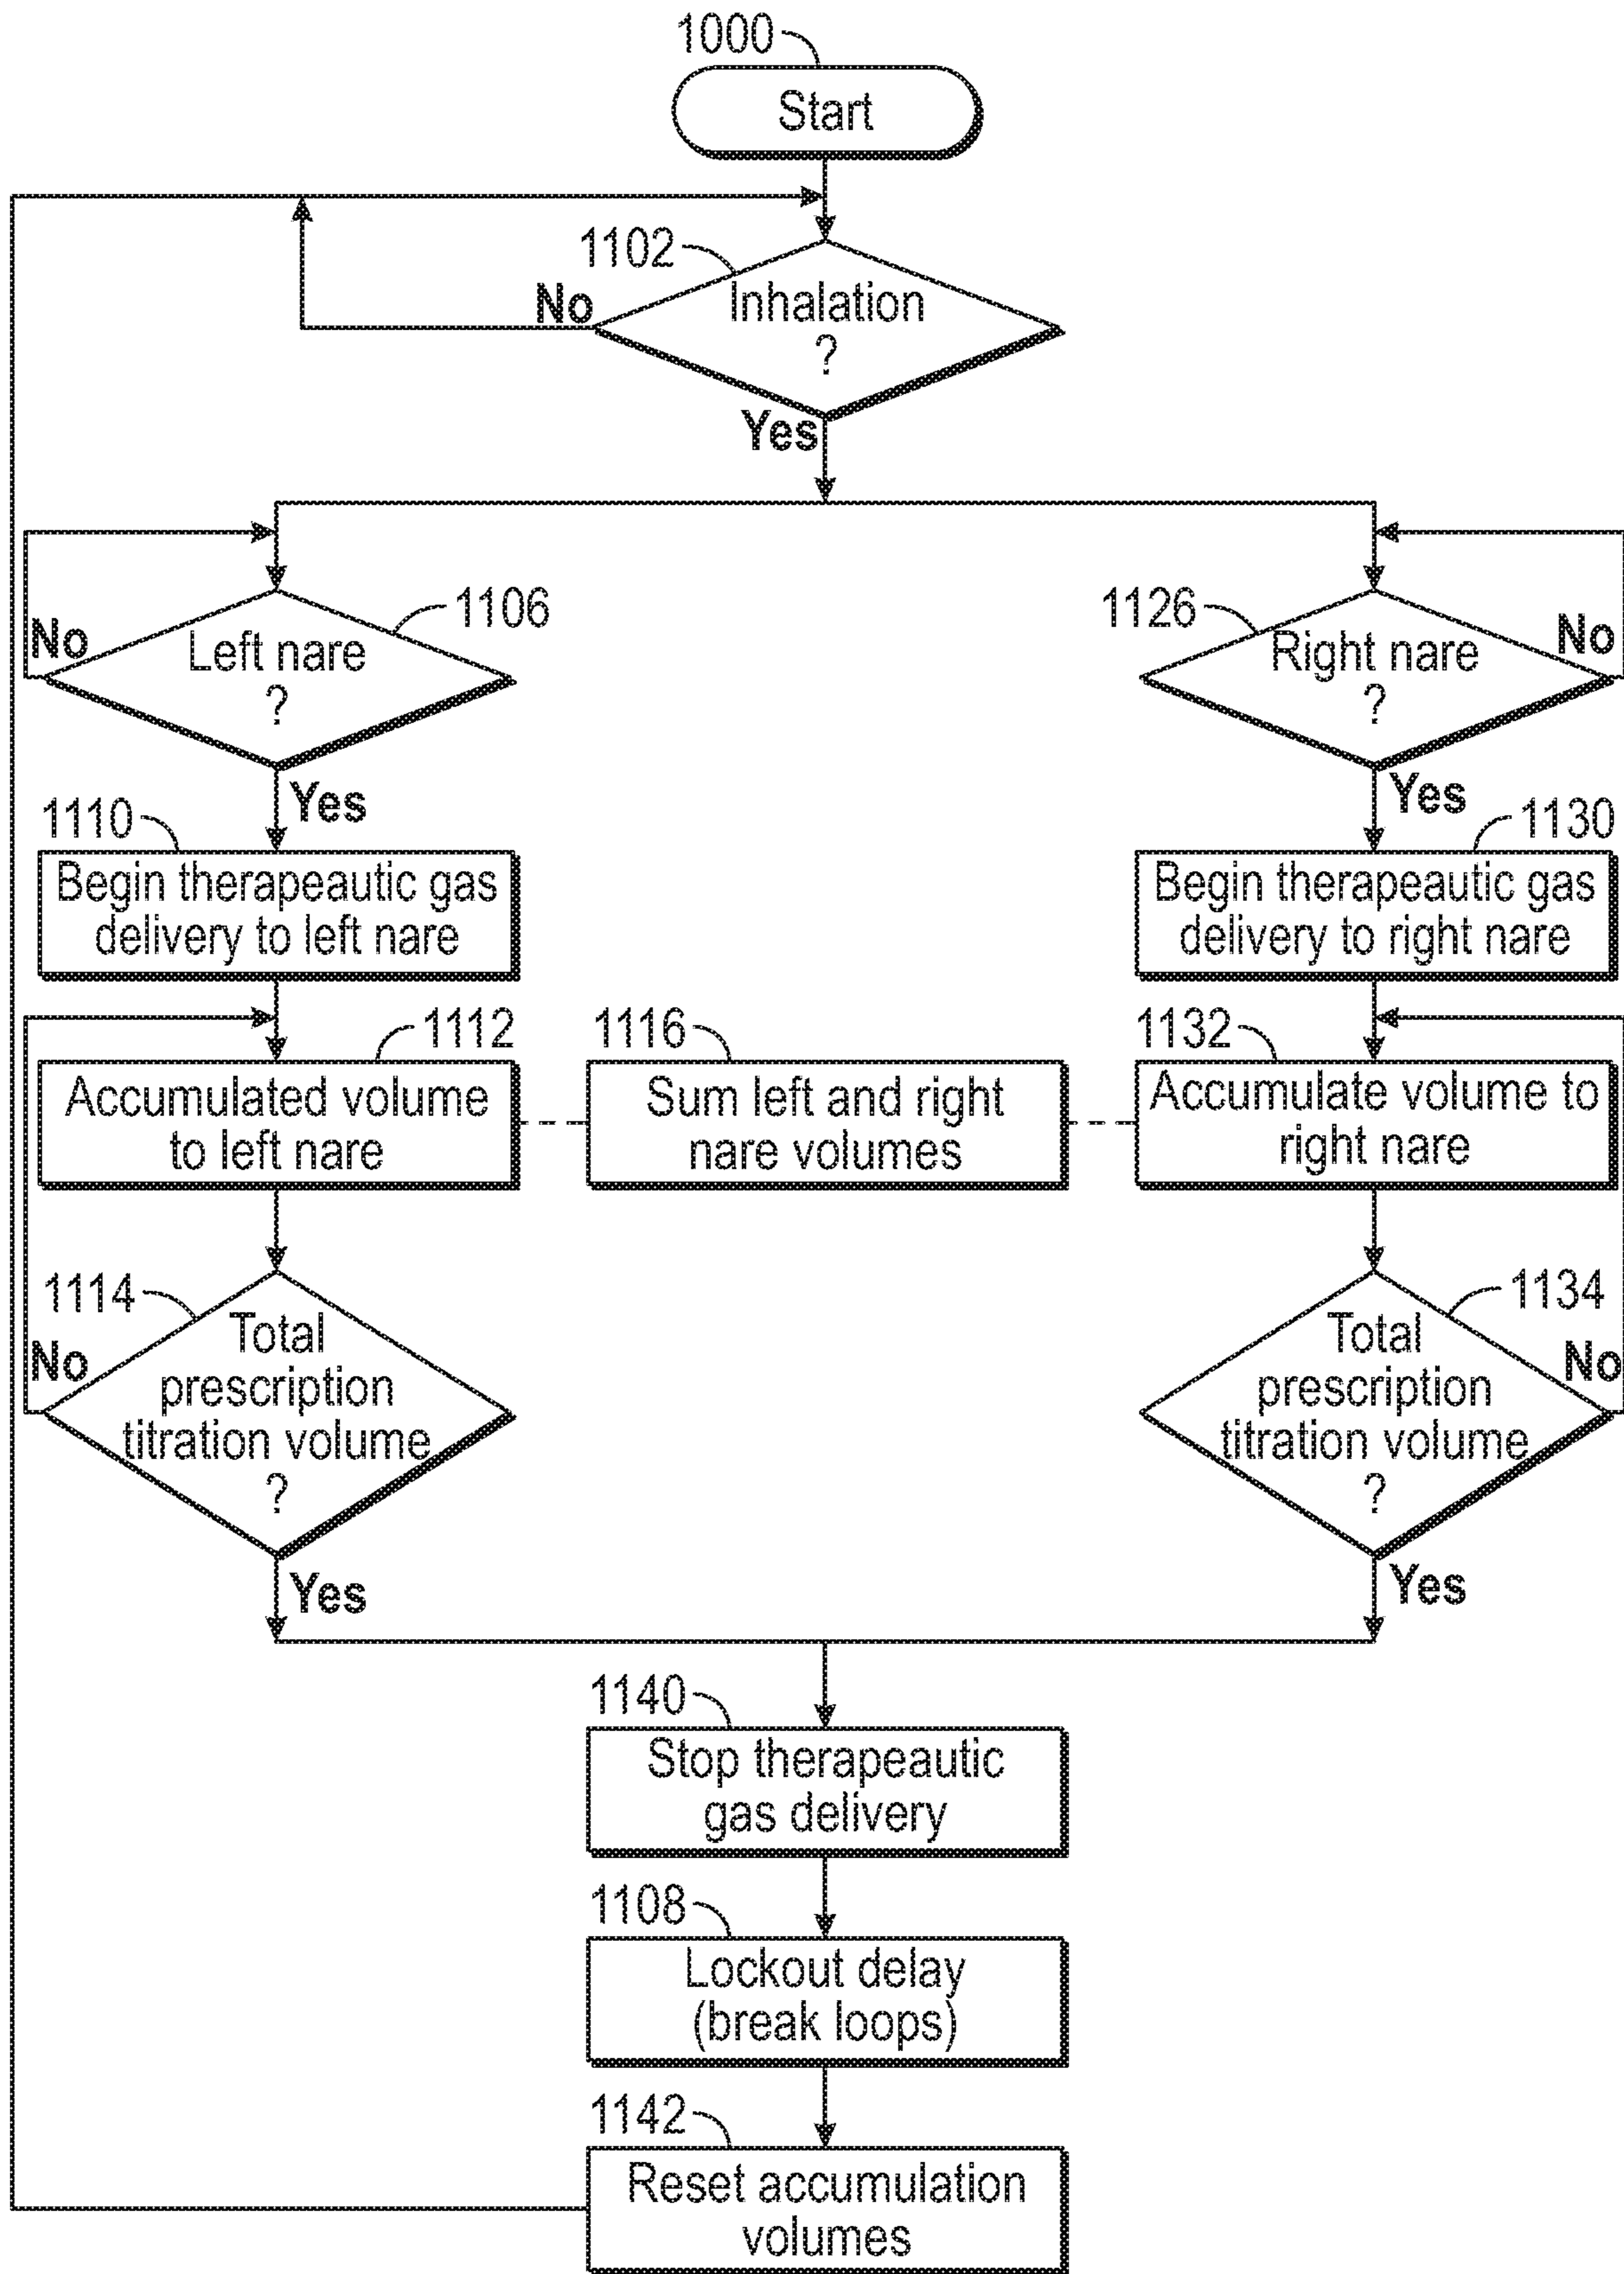 1000
Start
1102
No
Inhalation
?
Yes
1106
No
Left nare
?
Yes
1126
No
Right nare
?
Yes
1110
Begin therapeautic gas
delivery to left nare
1130
Begin therapeautic gas
delivery to right nare
1112
Accumulated volume
to left nare
1116
Sum left and right
nare volumes
1132
Accumulate volume to
right nare
1114
No
Total
prescription
titration volume
?
Yes
1134
No
Total
prescription
titration volume
?
Yes
1140
Stop therapeautic
gas delivery
1108
Lockout delay
(break loops)
1142
Reset accumulation
volumes